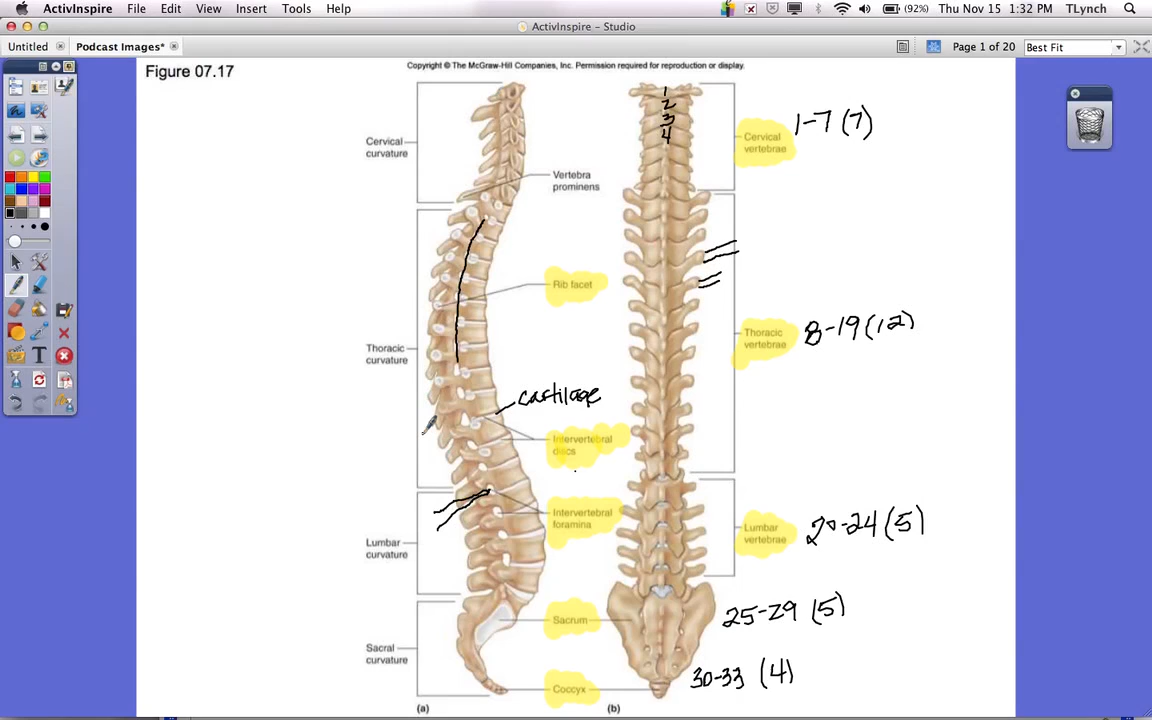 ActivInspire File Edit View Insert Tools Help (92%) Thu Nov 15 1:32 PM TLynch
ActivInspire - Studio
Untitled Podcast Images* Page 1 of 20 Best Fit
Copyright © The McGraw-Hill Companies, Inc. Permission required for reproduction or display.
Figure 07.17
1
2
3
4
Cervical
curvature
Cervical
vertebrae
1-7 (7)
Vertebra
prominens
Rib facet
Thoracic
curvature
Thoracic
vertebrae
8-19 (12)
cartilage
Intervertebral
discs
Intervertebral
foramina
Lumbar
curvature
Lumbar
vertebrae
20-24 (5)
Sacrum
25-29 (5)
Sacral
curvature
Coccyx
30-33 (4)
(a) (b)